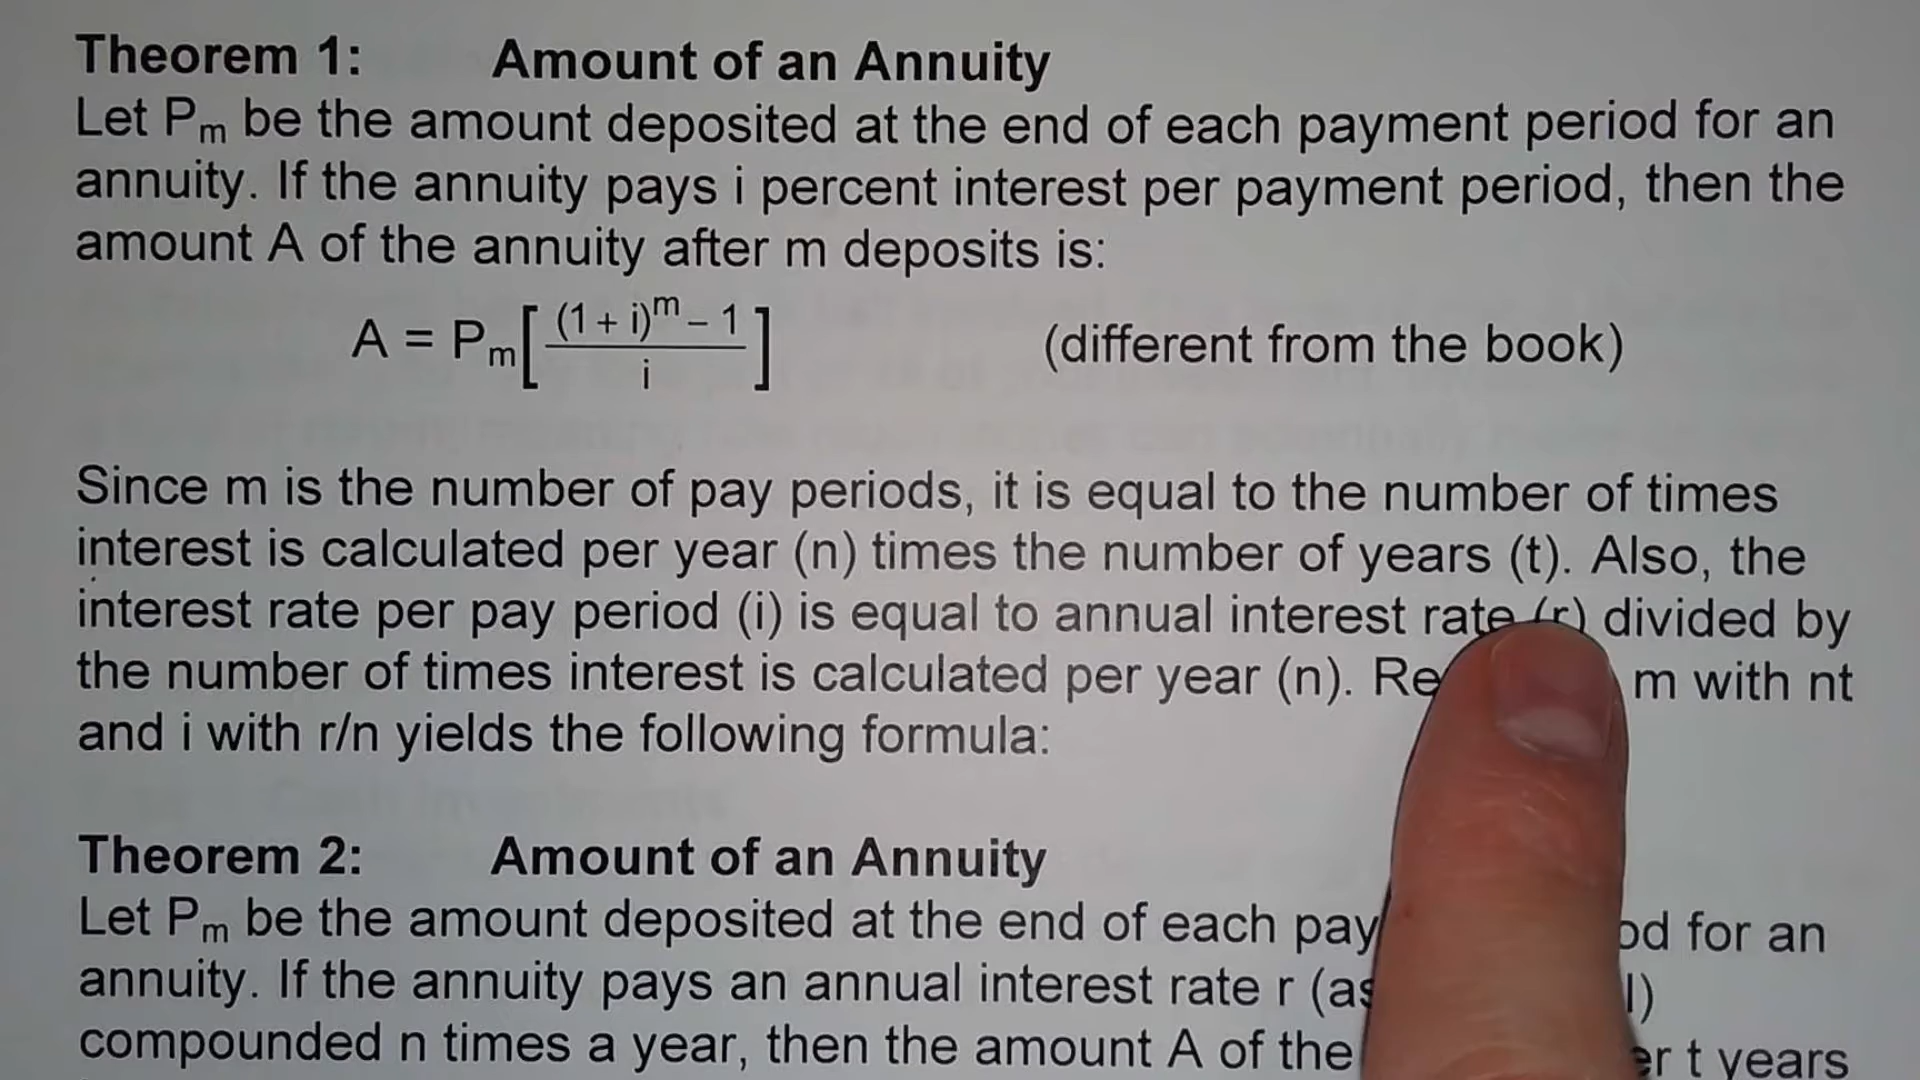 Theorem 1: Amount of an Annuity
Let Pm be the amount deposited at the end of each payment period for an
annuity. If the annuity pays i percent interest per payment period, then the
amount A of the annuity after m deposits is:
A = Pm[ (1 + i)^m – 1 / i ] (different from the book)
Since m is the number of pay periods, it is equal to the number of times
interest is calculated per year (n) times the number of years (t). Also, the
interest rate per pay period (i) is equal to annual interest rate (r) divided by
the number of times interest is calculated per year (n). m with nt
and i with r/n yields the following formula:
Theorem 2: Amount of an Annuity
Let Pm be the amount deposited at the end of each for an
annuity. If the annuity pays an annual interest rate r
compounded n times a year, then the amount A of the t years